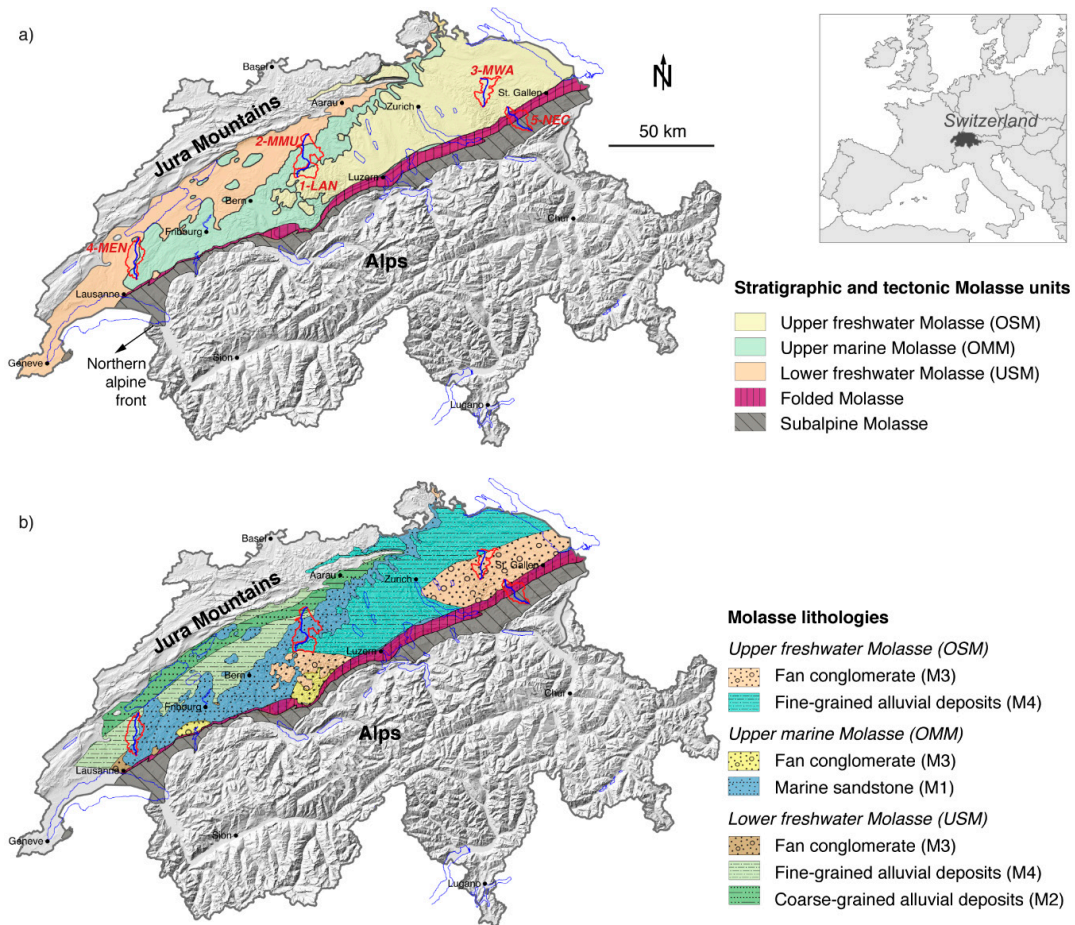 a)
Basel
Aarau
Zurich
3-MWA
St. Gallen
5-NEC
N
50 km
Jura Mountains
2-MMU
1-LAN
Luzern
Bern
Fribourg
4-MEN
Chur
Alps
Lausanne
Genève
Northern
alpine
front
Sion
Lugano
Switzerland
Stratigraphic and tectonic Molasse units
Upper freshwater Molasse (OSM)
Upper marine Molasse (OMM)
Lower freshwater Molasse (USM)
Folded Molasse
Subalpine Molasse
b)
Basel
Aarau
Zurich
St. Gallen
Jura Mountains
Luzern
Bern
Fribourg
Chur
Alps
Lausanne
Genève
Sion
Lugano
Molasse lithologies
Upper freshwater Molasse (OSM)
Fan conglomerate (M3)
Fine-grained alluvial deposits (M4)
Upper marine Molasse (OMM)
Fan conglomerate (M3)
Marine sandstone (M1)
Lower freshwater Molasse (USM)
Fan conglomerate (M3)
Fine-grained alluvial deposits (M4)
Coarse-grained alluvial deposits (M2)